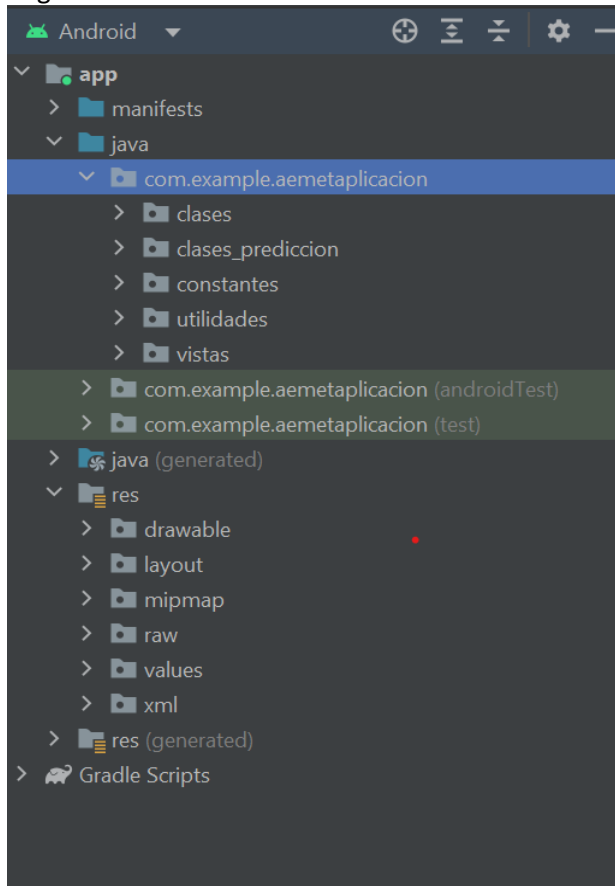 Android
app
manifests
java
com.example.aemetaplicacion
clases
clases_prediccion
constantes
utilidades
vistas
com.example.aemetaplicacion (androidTest)
com.example.aemetaplicacion (test)
java (generated)
res
drawable
layout
mipmap
raw
values
xml
res (generated)
Gradle Scripts